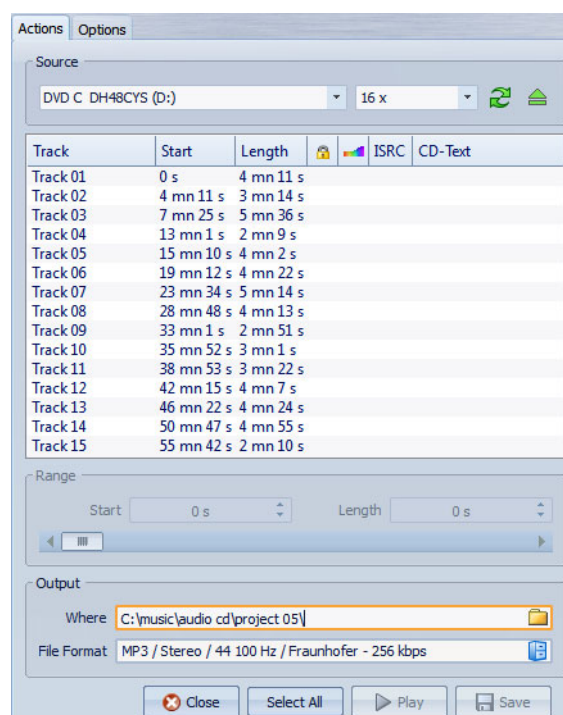 Actions Options
Source
DVD C DH48CYS (D:) 16 x
Track Start Length ISRC CD-Text
Track 01 0 s 4 mn 11 s
Track 02 4 mn 11 s 3 mn 14 s
Track 03 7 mn 25 s 5 mn 36 s
Track 04 13 mn 1 s 2 mn 9 s
Track 05 15 mn 10 s 4 mn 2 s
Track 06 19 mn 12 s 4 mn 22 s
Track 07 23 mn 34 s 5 mn 14 s
Track 08 28 mn 48 s 4 mn 13 s
Track 09 33 mn 1 s 2 mn 51 s
Track 10 35 mn 52 s 3 mn 1 s
Track 11 38 mn 53 s 3 mn 22 s
Track 12 42 mn 15 s 4 mn 7 s
Track 13 46 mn 22 s 4 mn 24 s
Track 14 50 mn 47 s 4 mn 55 s
Track 15 55 mn 42 s 2 mn 10 s
Range
Start 0 s Length 0 s
Output
Where C:\music\audio cd\project 05\
File Format MP3 / Stereo / 44 100 Hz / Fraunhofer - 256 kbps
Close Select All Play Save